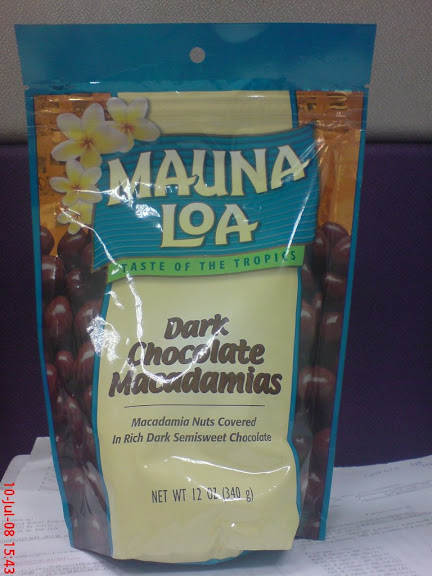 MAUNA
LOA
TASTE OF THE TROPICS
Dark
Chocolate
Macadamias
Macadamia Nuts Covered
In Rich Dark Semisweet Chocolate
NET WT 12 OZ (340 g)
10-Jul-08 15:43